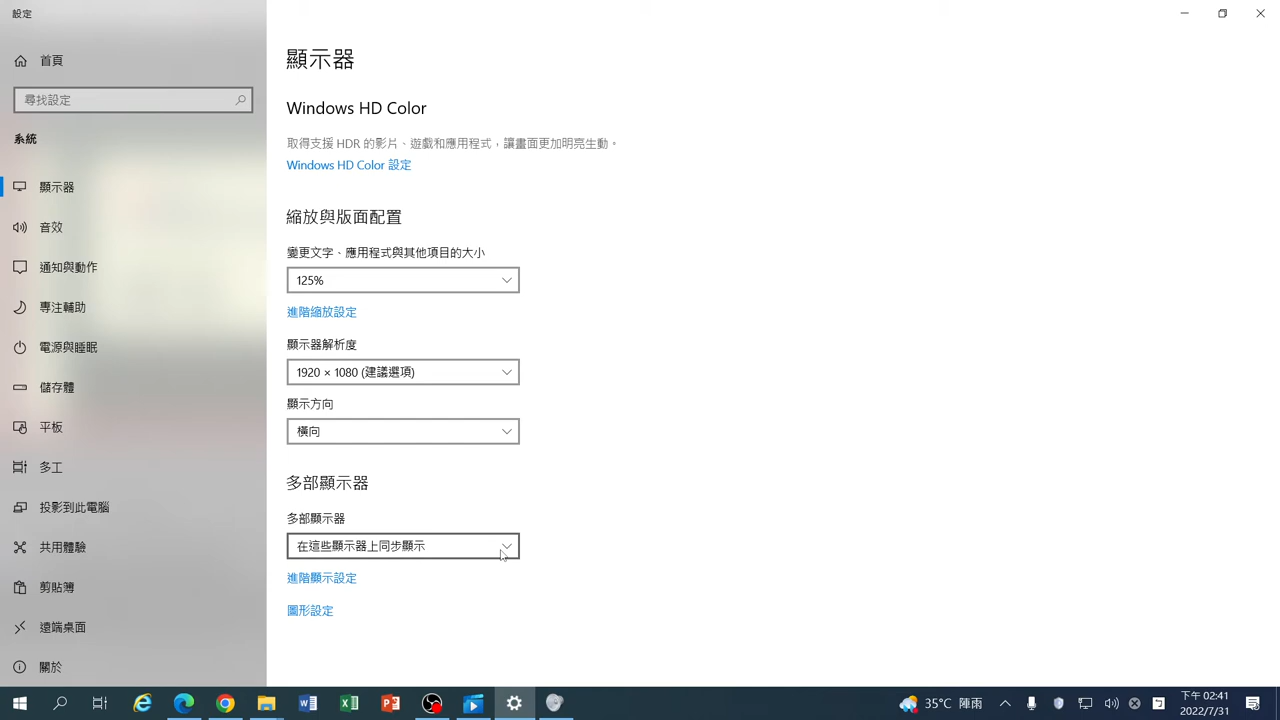 設定
首頁
尋找設定
系統
顯示器
音效
通知與動作
專注輔助
電源與睡眠
儲存體
平板
多工
投影到此電腦
共用體驗
剪貼簿
遠端桌面
關於
顯示器
Windows HD Color
取得支援 HDR 的影片、遊戲和應用程式，讓畫面更加明亮生動。
Windows HD Color 設定
縮放與版面配置
變更文字、應用程式與其他項目的大小
125%
進階縮放設定
顯示器解析度
1920 × 1080 (建議選項)
顯示方向
橫向
多部顯示器
多部顯示器
在這些顯示器上同步顯示
進階顯示設定
圖形設定
35°C 陣雨
下午 02:41
2022/7/31